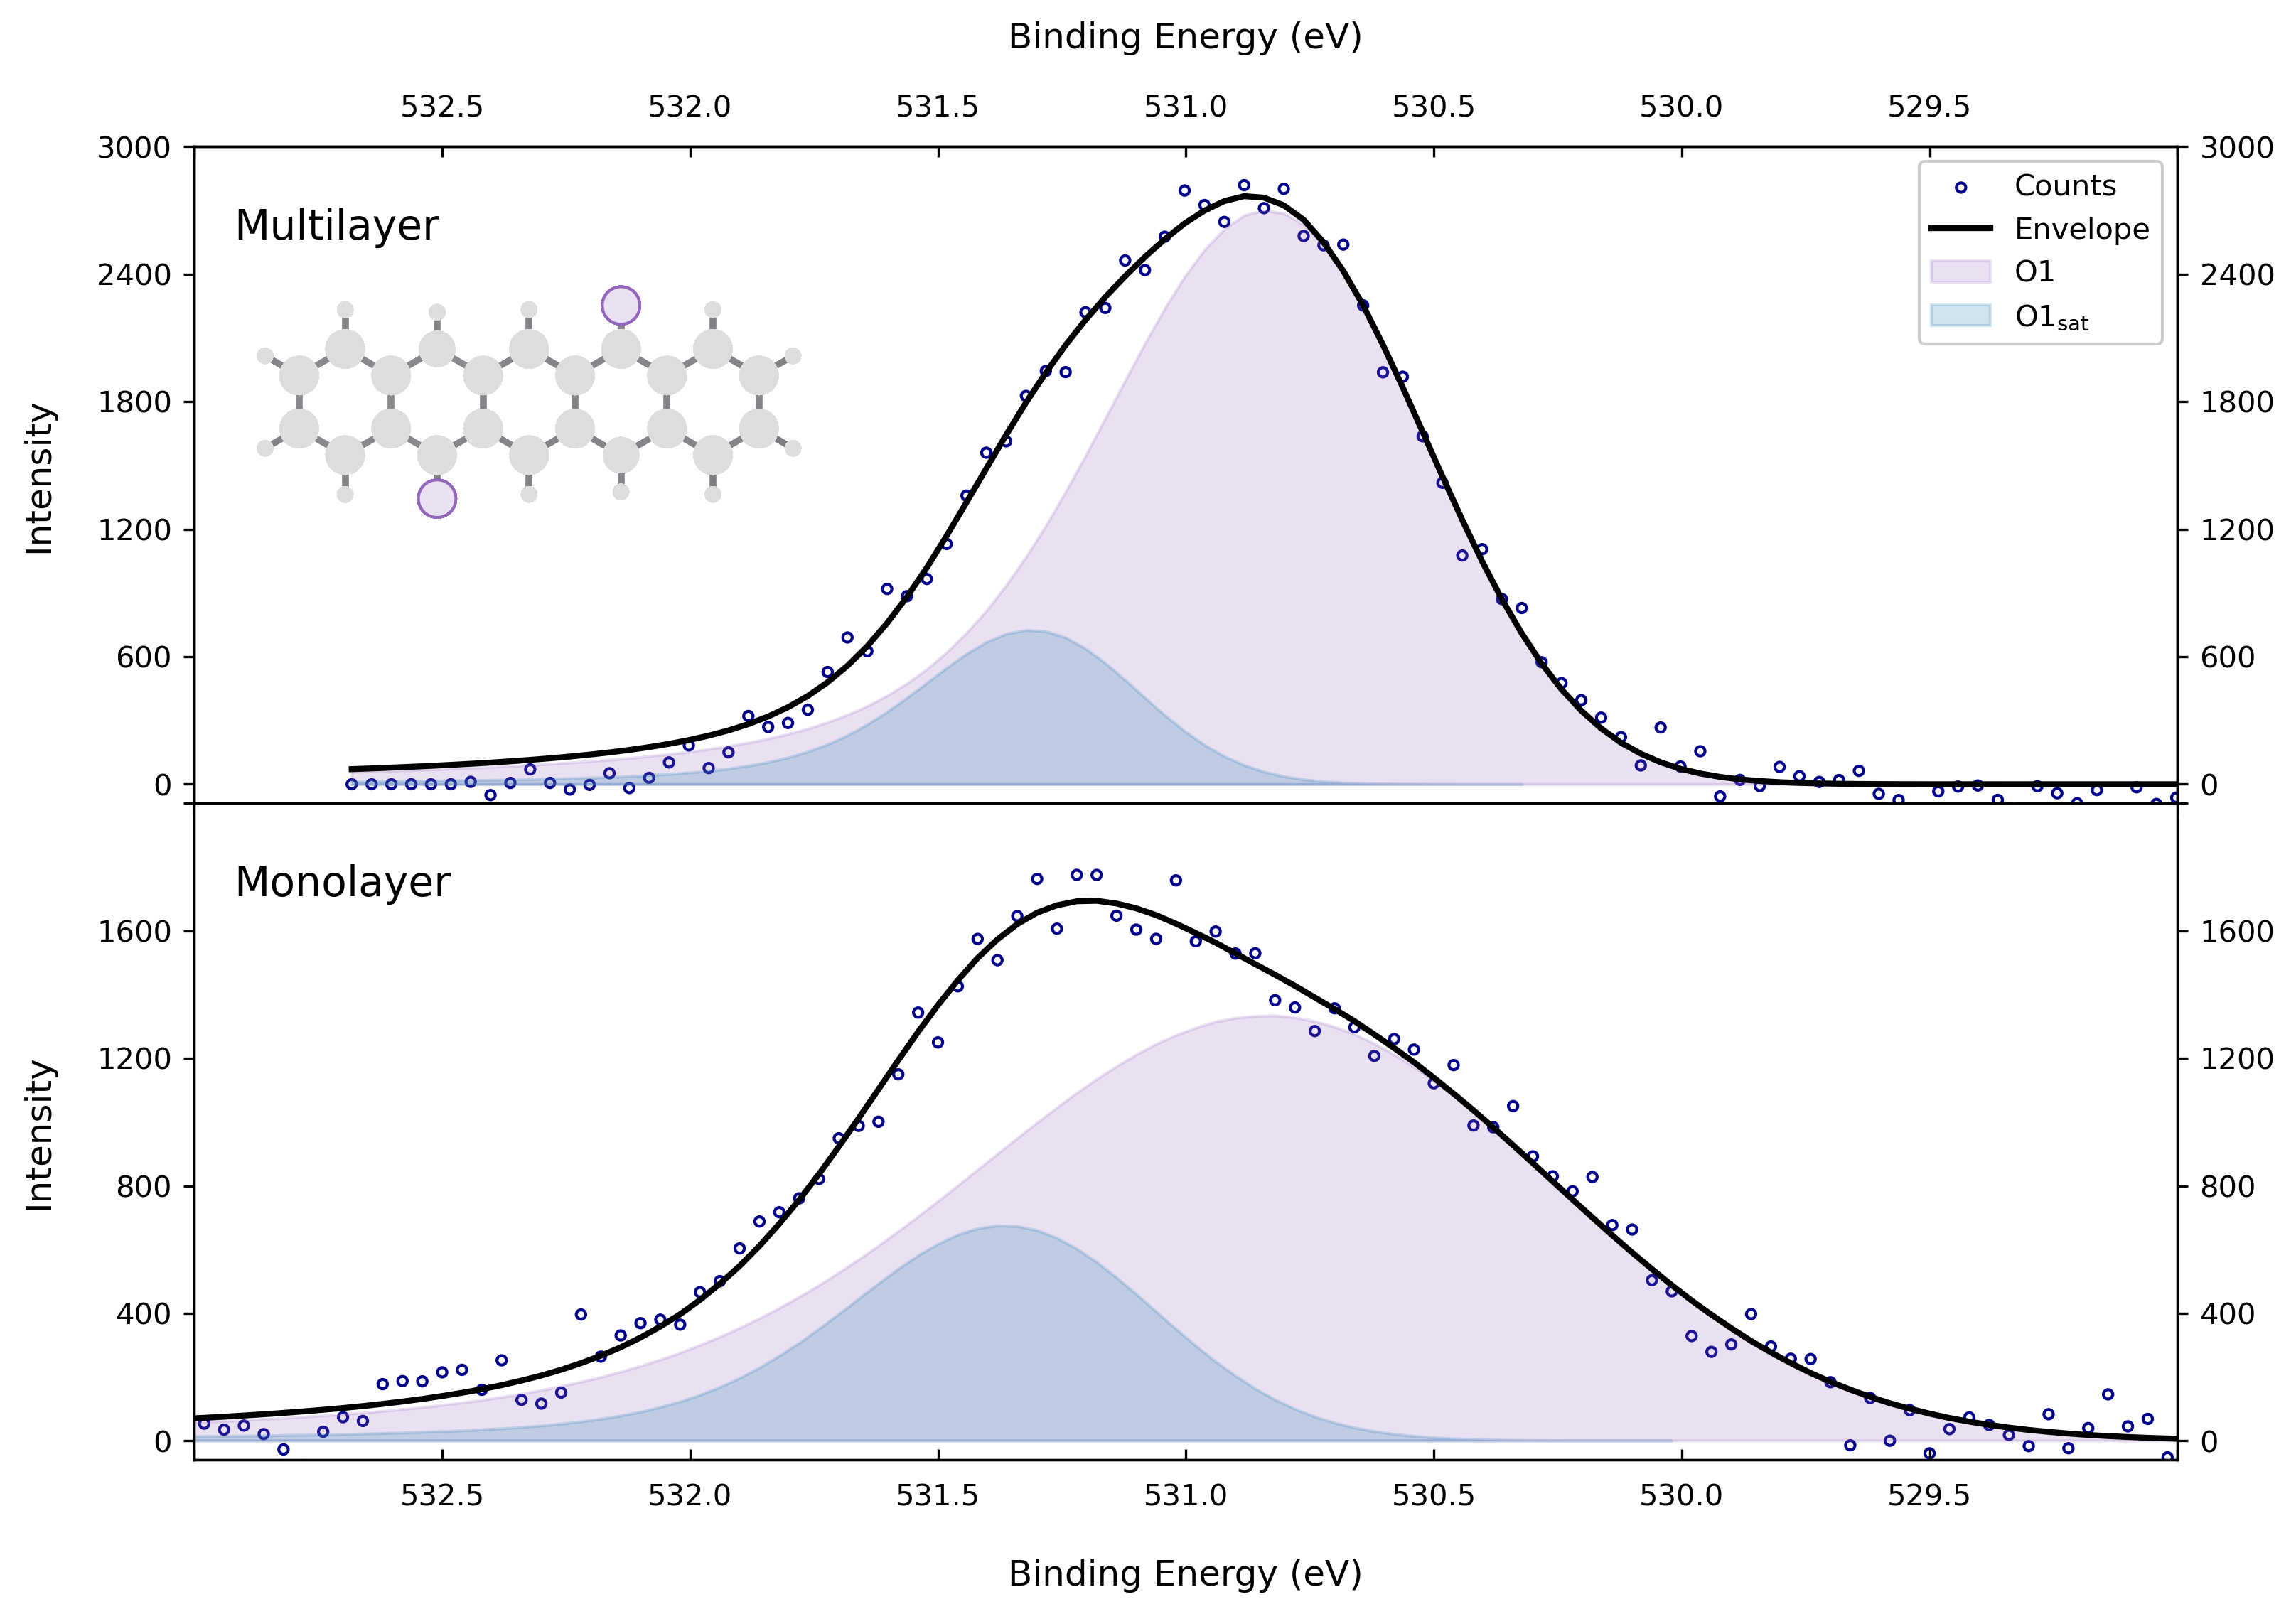 Binding Energy (eV)
532.5 532.0 531.5 531.0 530.5 530.0 529.5
3000 3000
Multilayer
Counts
Envelope
O1
O1sat
2400 2400
1800 1800
Intensity
1200 1200
600 600
0 0
Monolayer
1600 1600
1200 1200
Intensity
800 800
400 400
0 0
532.5 532.0 531.5 531.0 530.5 530.0 529.5
Binding Energy (eV)